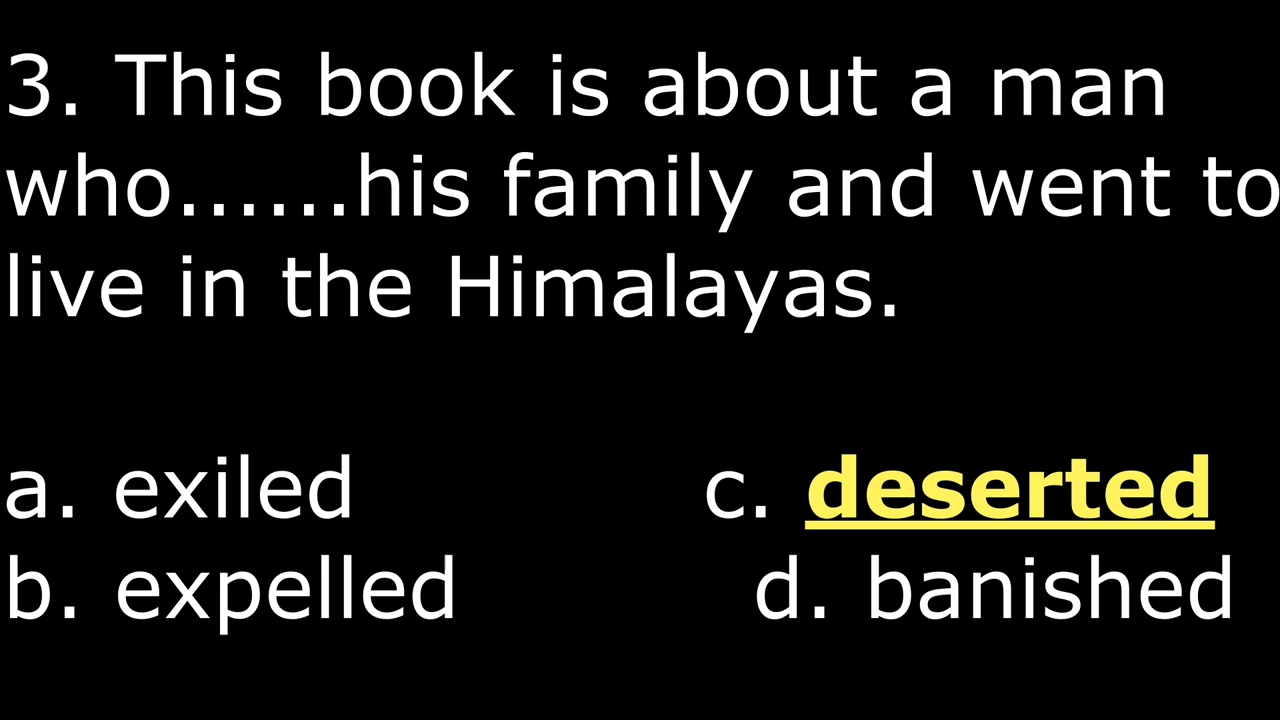 3. This book is about a man
who......his family and went to
live in the Himalayas.
a. exiled c. deserted
b. expelled d. banished